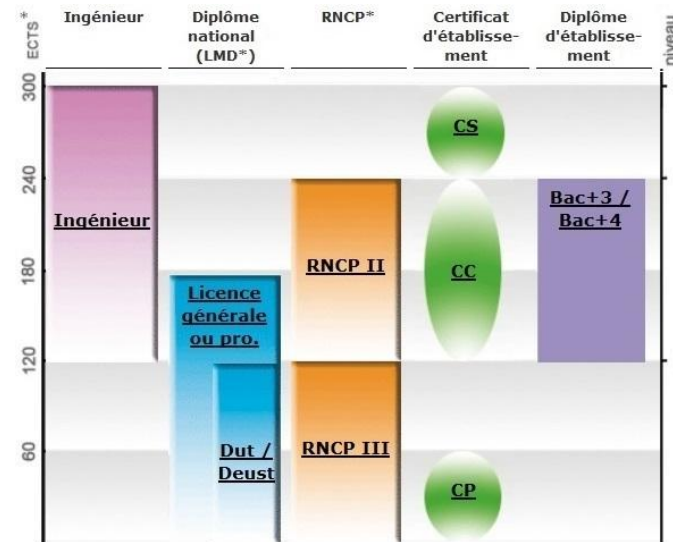 ECTS *
Ingénieur
Diplôme
national
(LMD*)
RNCP*
Certificat
d'établisse-
ment
Diplôme
d'établisse-
ment
niveau
300
240
180
120
60
Ingénieur
Licence
générale
ou pro.
Dut /
Deust
RNCP II
RNCP III
CS
CC
CP
Bac+3 /
Bac+4